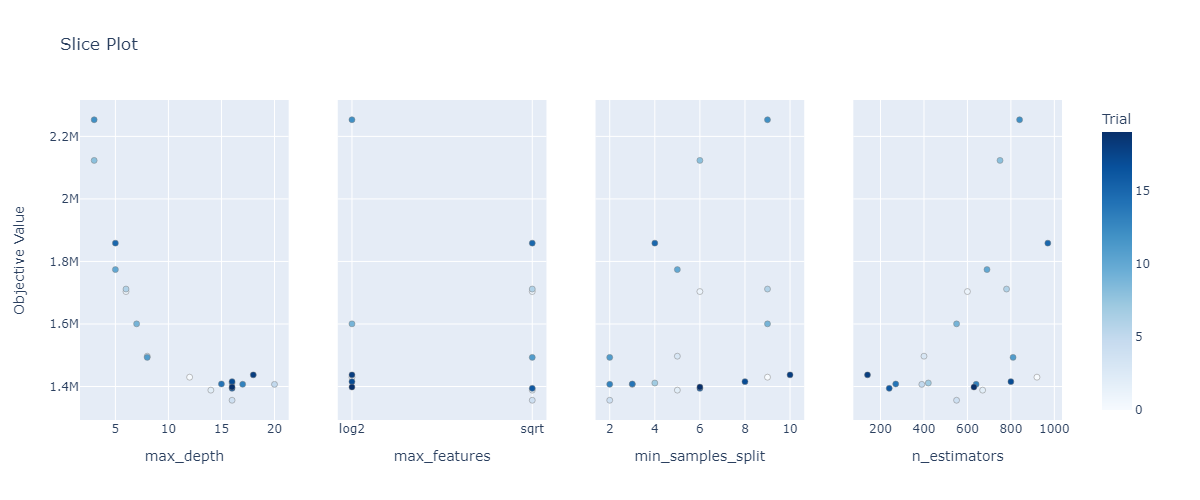 Slice Plot
Objective Value
2.2M
2M
1.8M
1.6M
1.4M
5 10 15 20
max_depth
log2 sqrt
max_features
2 4 6 8 10
min_samples_split
200 400 600 800 1000
n_estimators
Trial
15
10
5
0